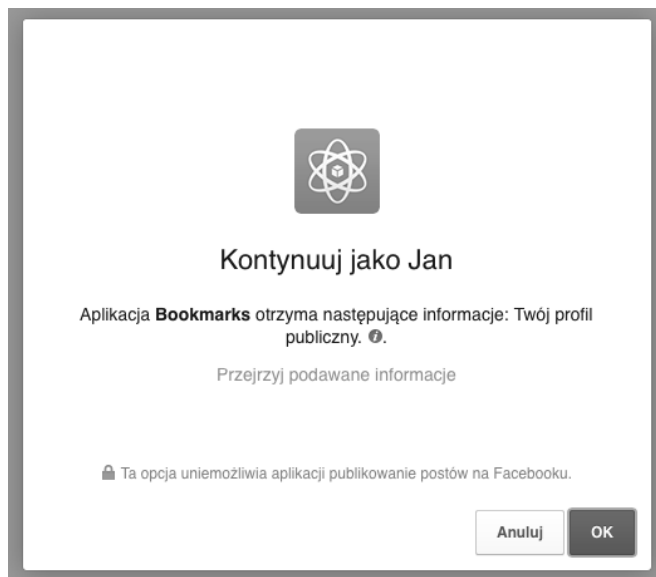 Kontynuuj jako Jan
Aplikacja Bookmarks otrzyma następujące informacje: Twój profil
publiczny. i.
Przejrzyj podawane informacje
Ta opcja uniemożliwia aplikacji publikowanie postów na Facebooku.
Anuluj OK